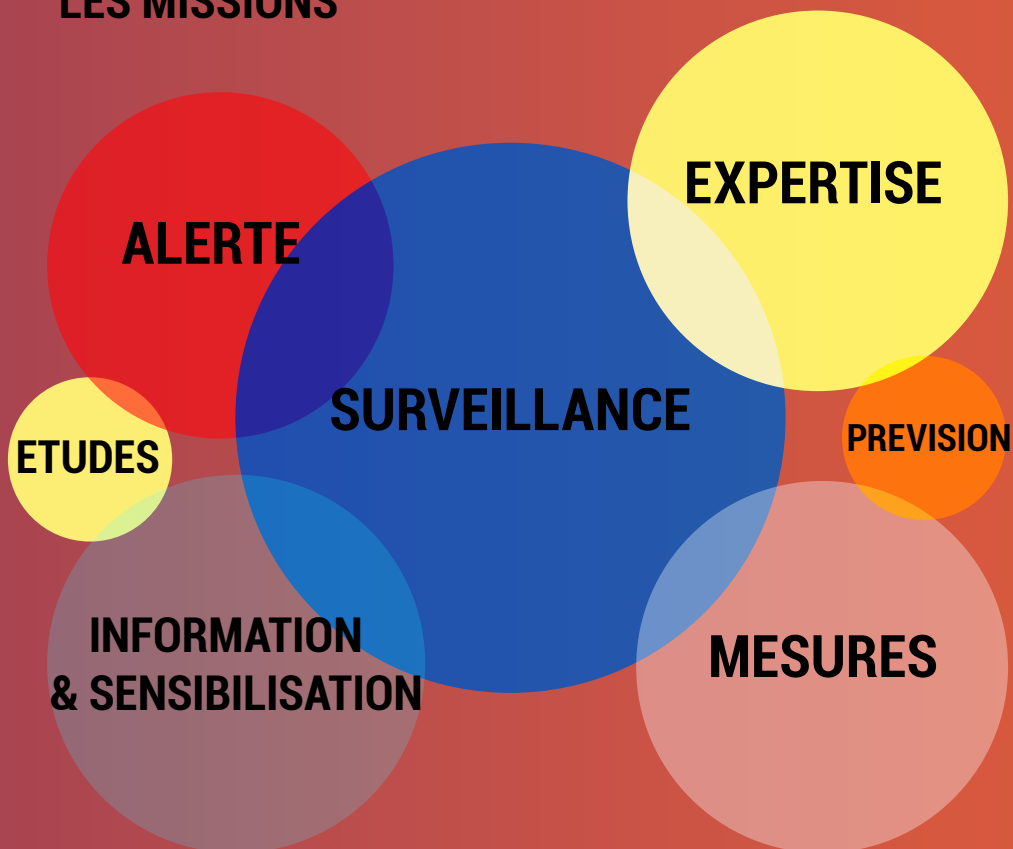 LES MISSIONS
EXPERTISE
ALERTE
SURVEILLANCE
ETUDES
PREVISION
INFORMATION
& SENSIBILISATION
MESURES